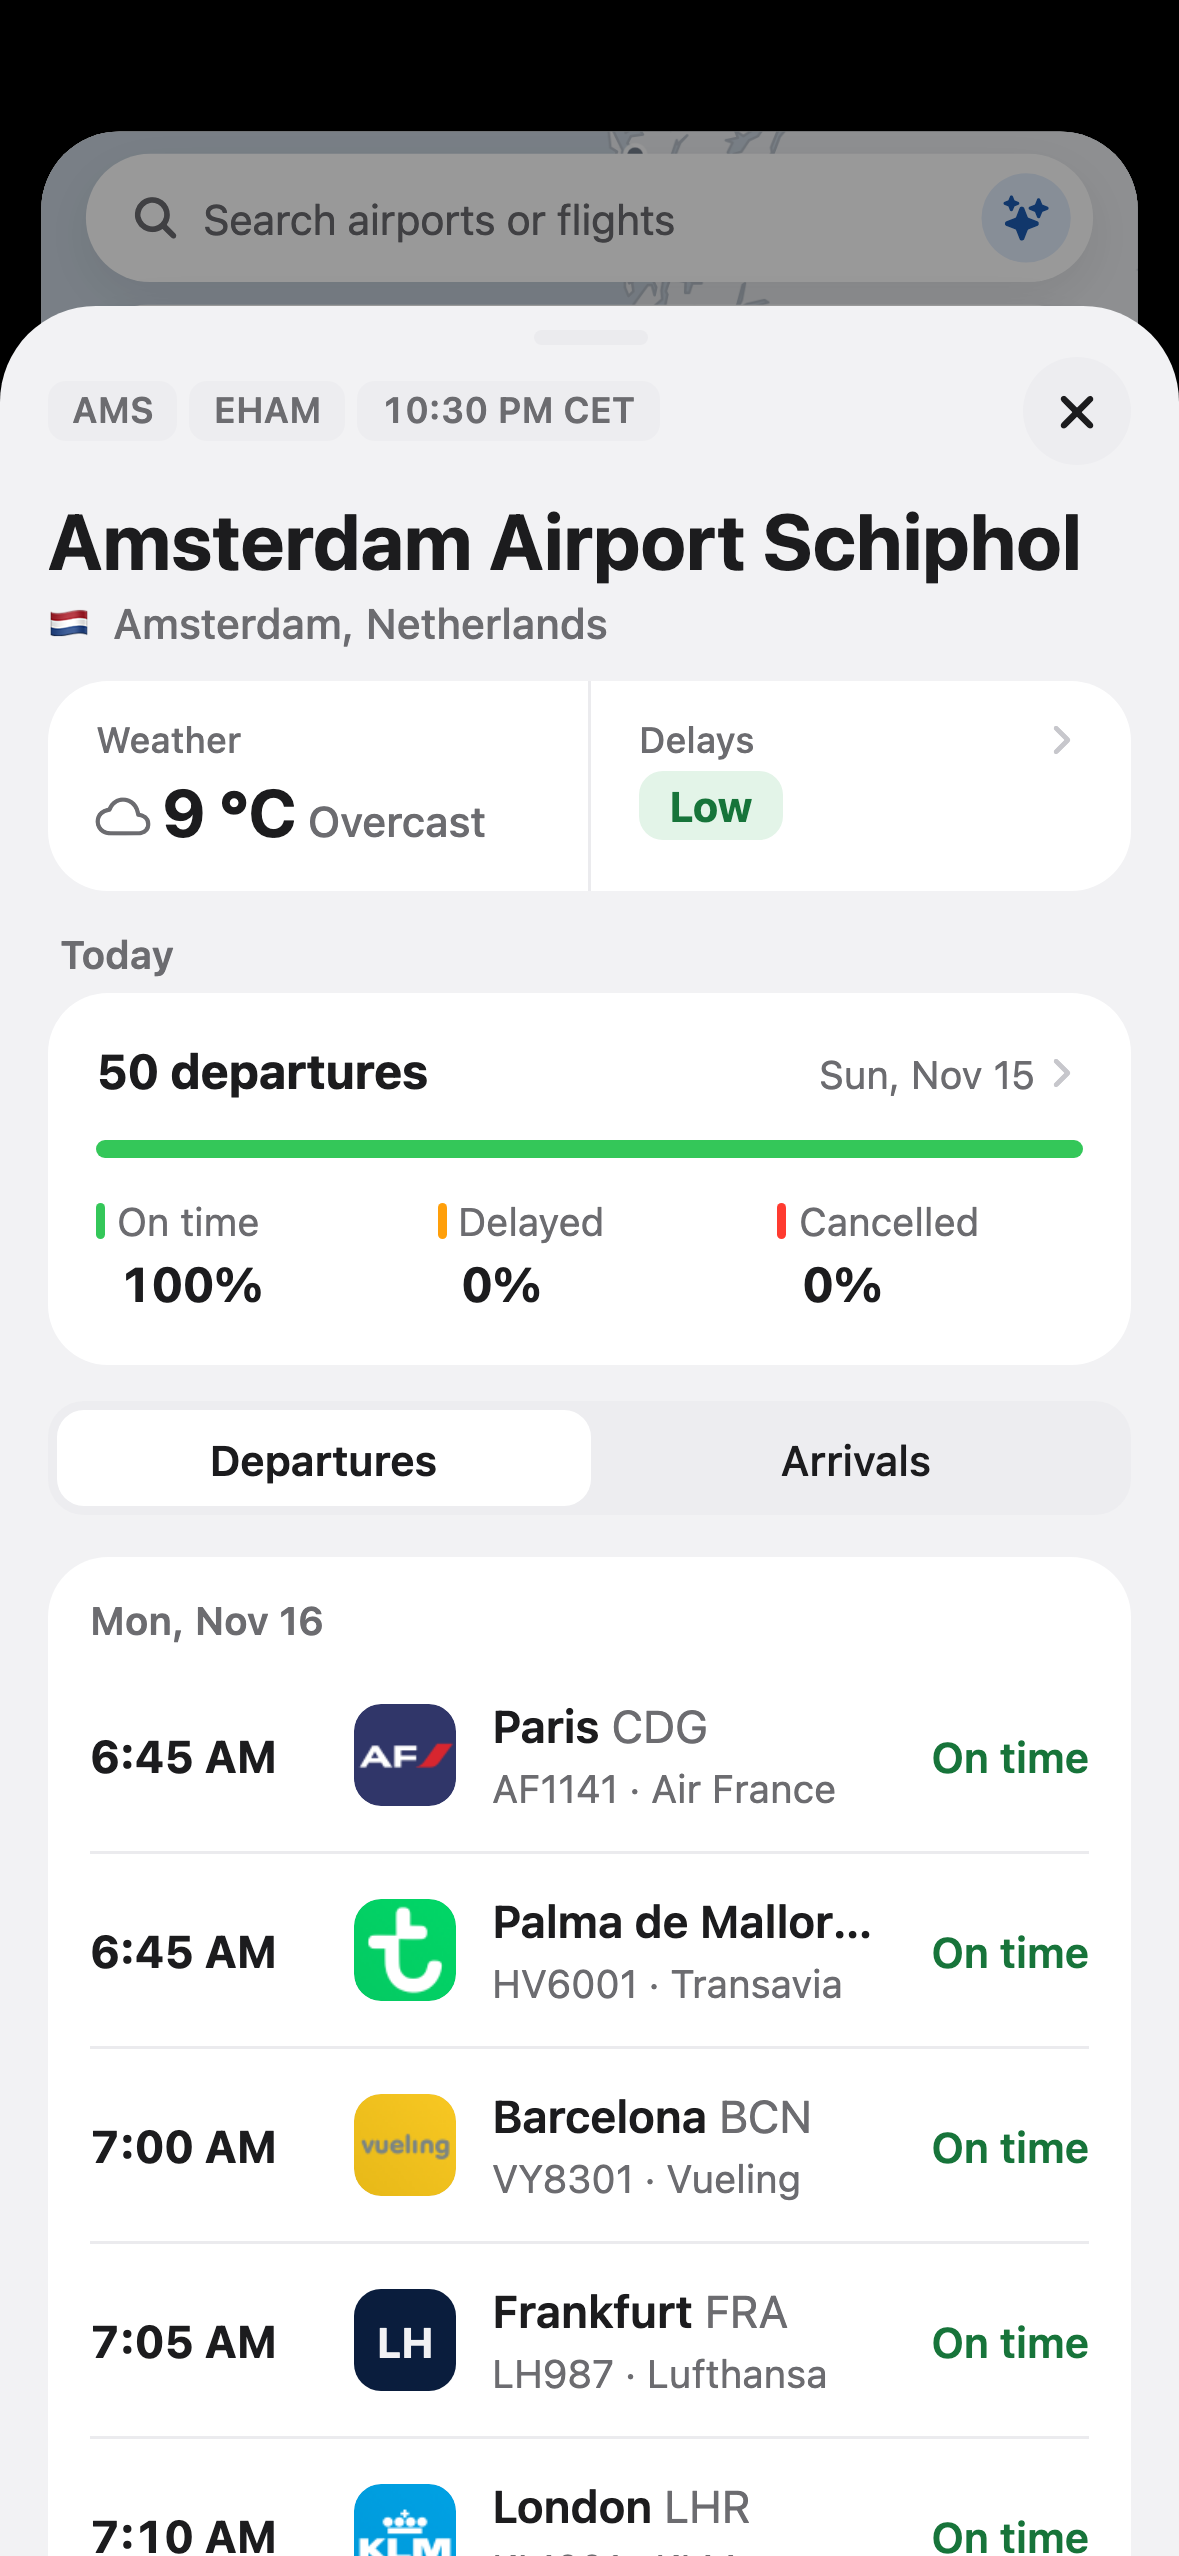 Search airports or flights
AMS EHAM 10:30 PM CET
Amsterdam Airport Schiphol
Amsterdam, Netherlands
Weather
9 °C Overcast
Delays
Low
Today
50 departures Sun, Nov 15
On time Delayed Cancelled
100% 0% 0%
Departures Arrivals
Mon, Nov 16
6:45 AM AF Paris CDG On time
AF1141 · Air France
6:45 AM t Palma de Mallor... On time
HV6001 · Transavia
7:00 AM vueling Barcelona BCN On time
VY8301 · Vueling
7:05 AM LH Frankfurt FRA On time
LH987 · Lufthansa
7:10 AM KLM London LHR On time